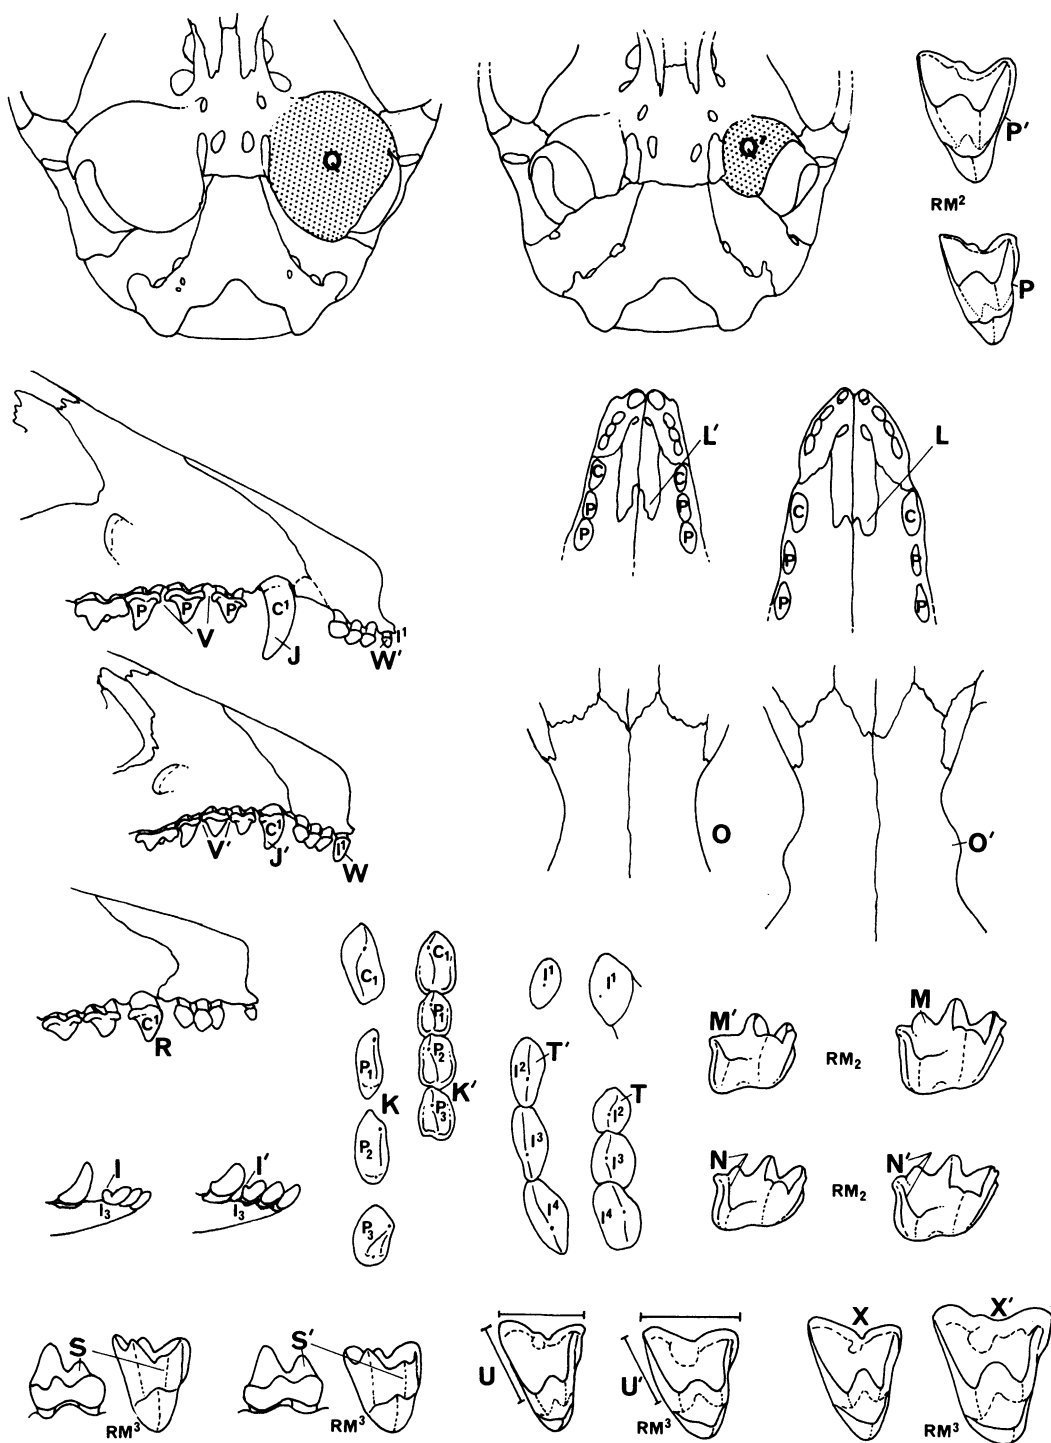 Q
Q'
P'
RM²
P
L'
L
C
C
P
P
P
P
C
C
P
P
P
P
P
P
P
C¹
I¹
V
J
W'
C¹
I¹
V'
J'
W
O
O'
C¹
R
C₁
C₁
P₁
P₁
P₂
K
K'
P₂
P₃
P₃
I¹
I¹
I²
T'
T
I²
I³
I³
I⁴
I⁴
M'
M
RM₂
N
N'
RM₂
I
I'
I₃
I₃
S
RM³
S'
RM³
U
U'
RM³
X
X'
RM³